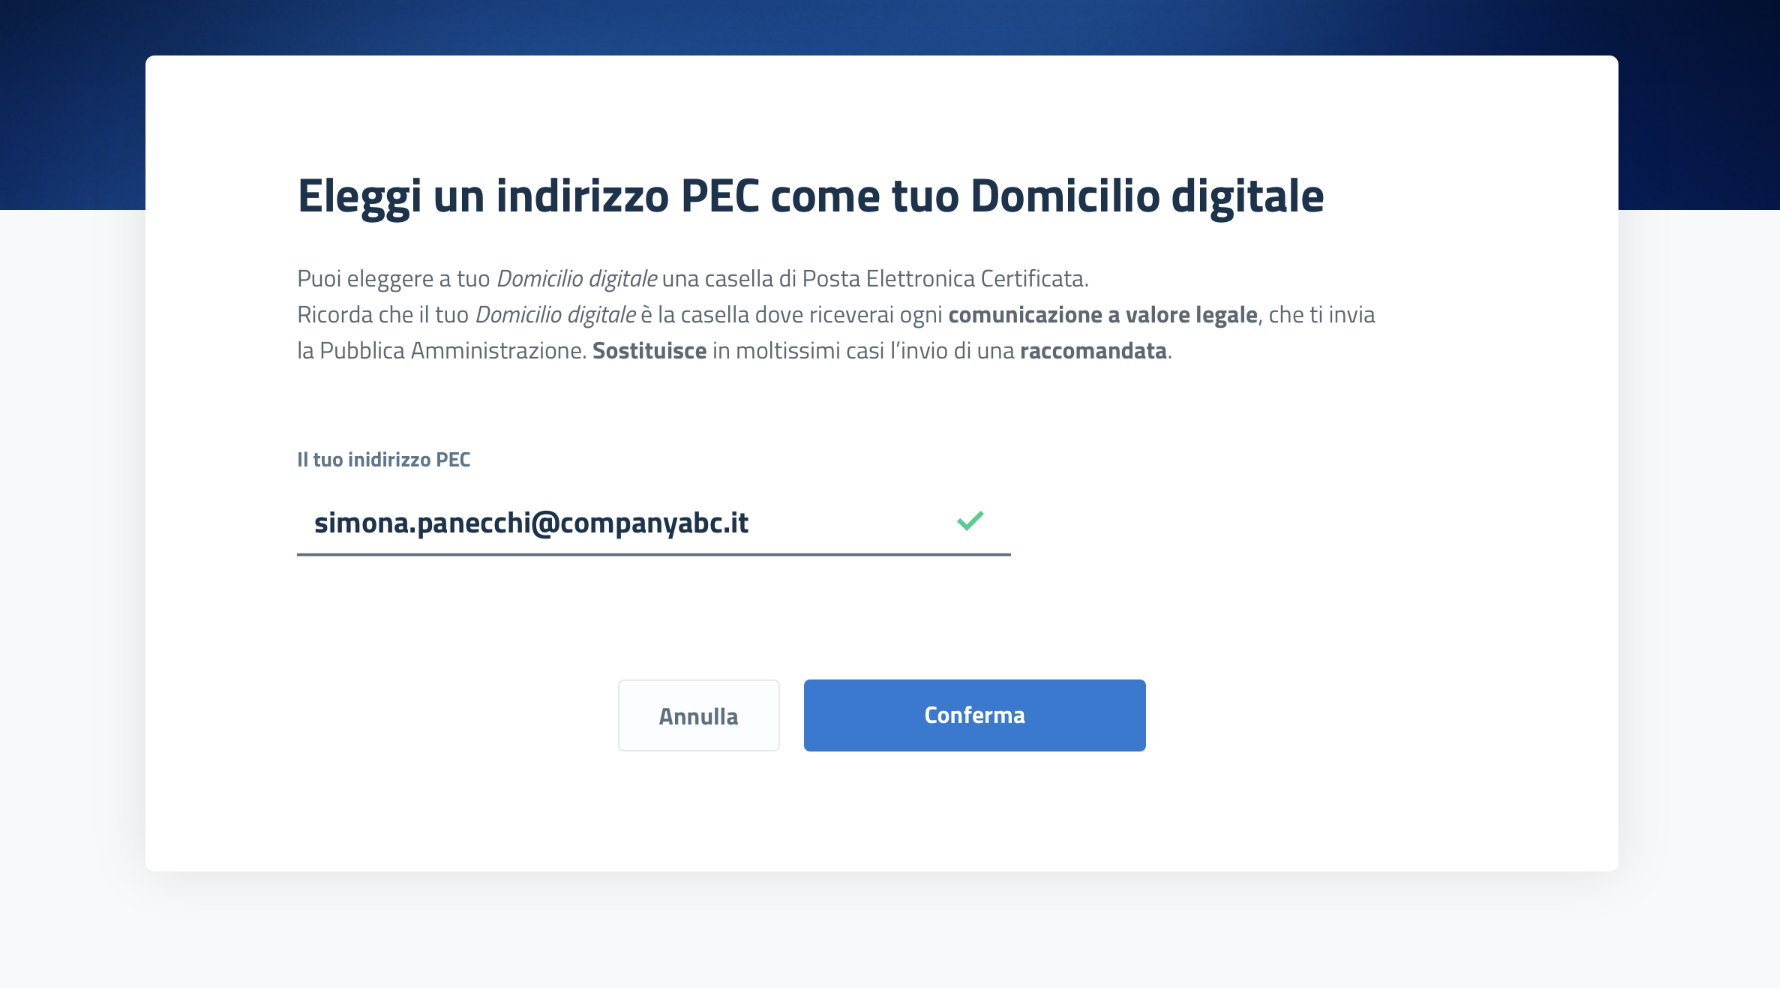 Eleggi un indirizzo PEC come tuo Domicilio digitale
Puoi eleggere a tuo Domicilio digitale una casella di Posta Elettronica Certificata.
Ricorda che il tuo Domicilio digitale è la casella dove riceverai ogni comunicazione a valore legale, che ti invia
la Pubblica Amministrazione. Sostituisce in moltissimi casi l’invio di una raccomandata.
Il tuo inidirizzo PEC
simona.panecchi@companyabc.it
Annulla
Conferma